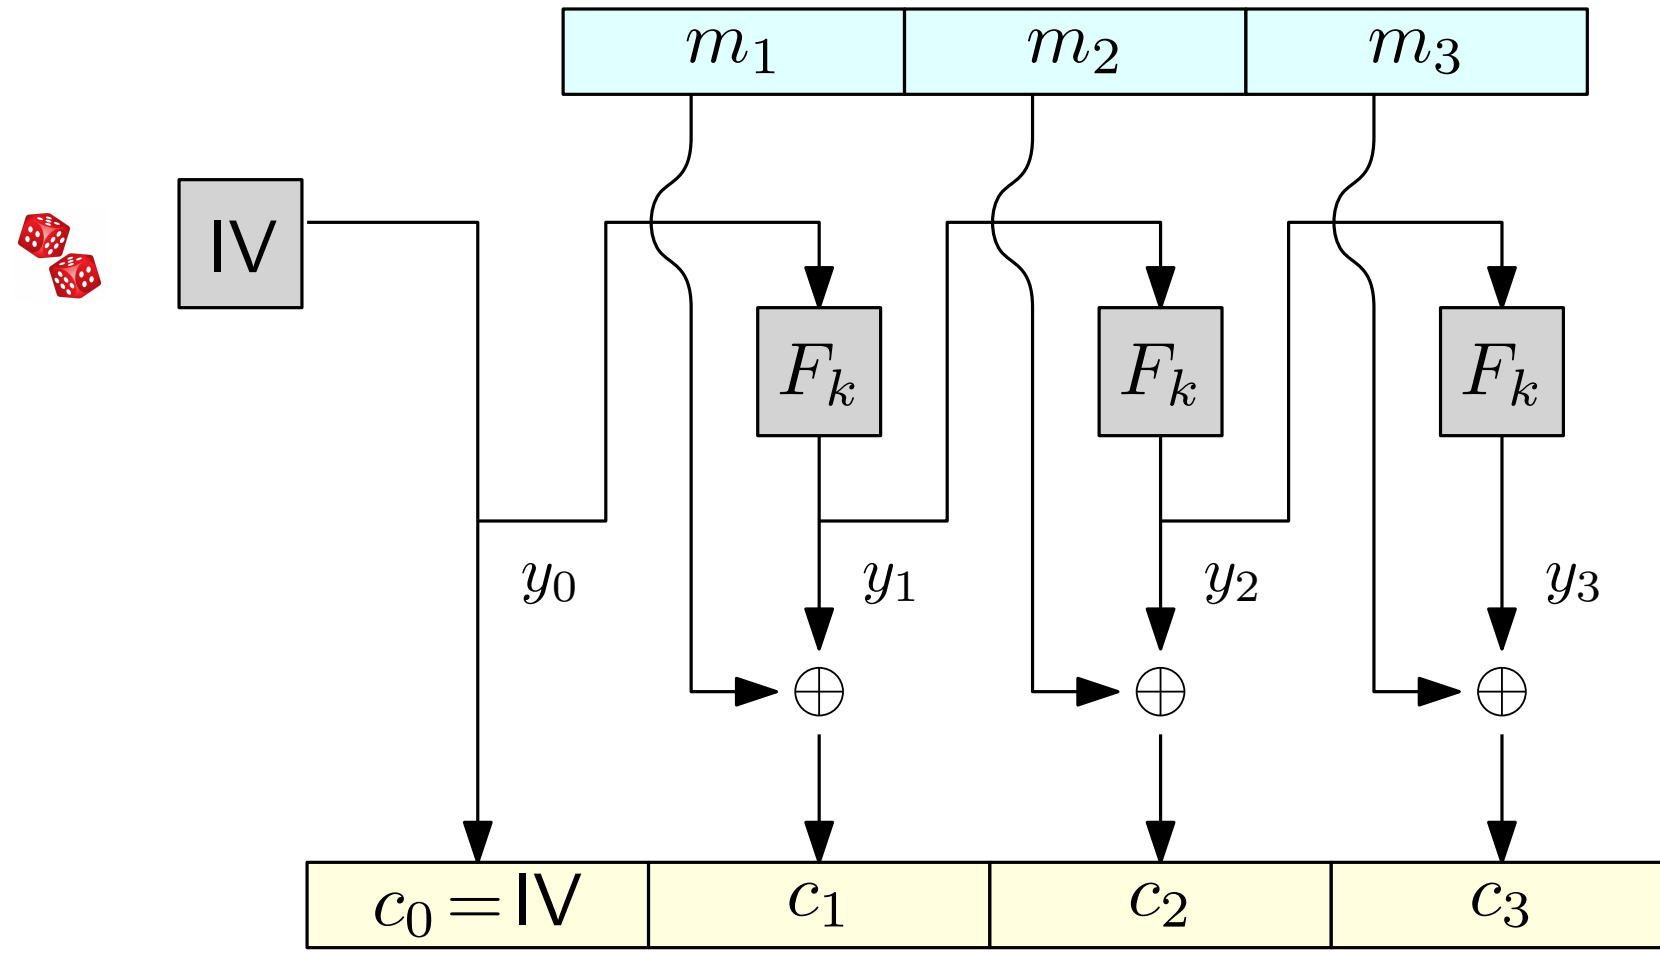 m₁ m₂ m₃
IV
Fₖ Fₖ Fₖ
y₀ y₁ y₂ y₃
c₀ = IV c₁ c₂ c₃